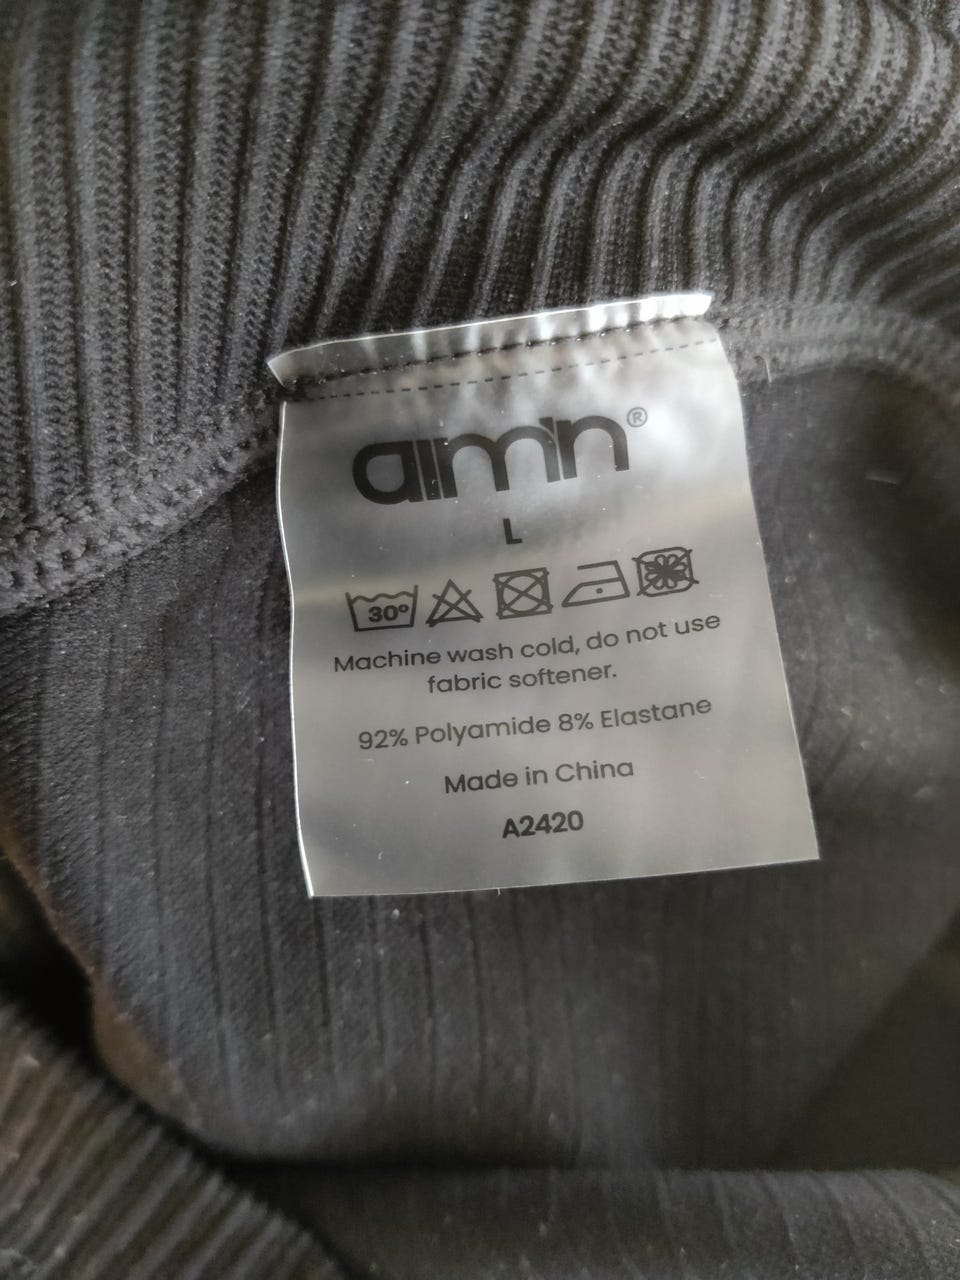 aim'n®
L
30°
Machine wash cold, do not use
fabric softener.
92% Polyamide 8% Elastane
Made in China
A2420